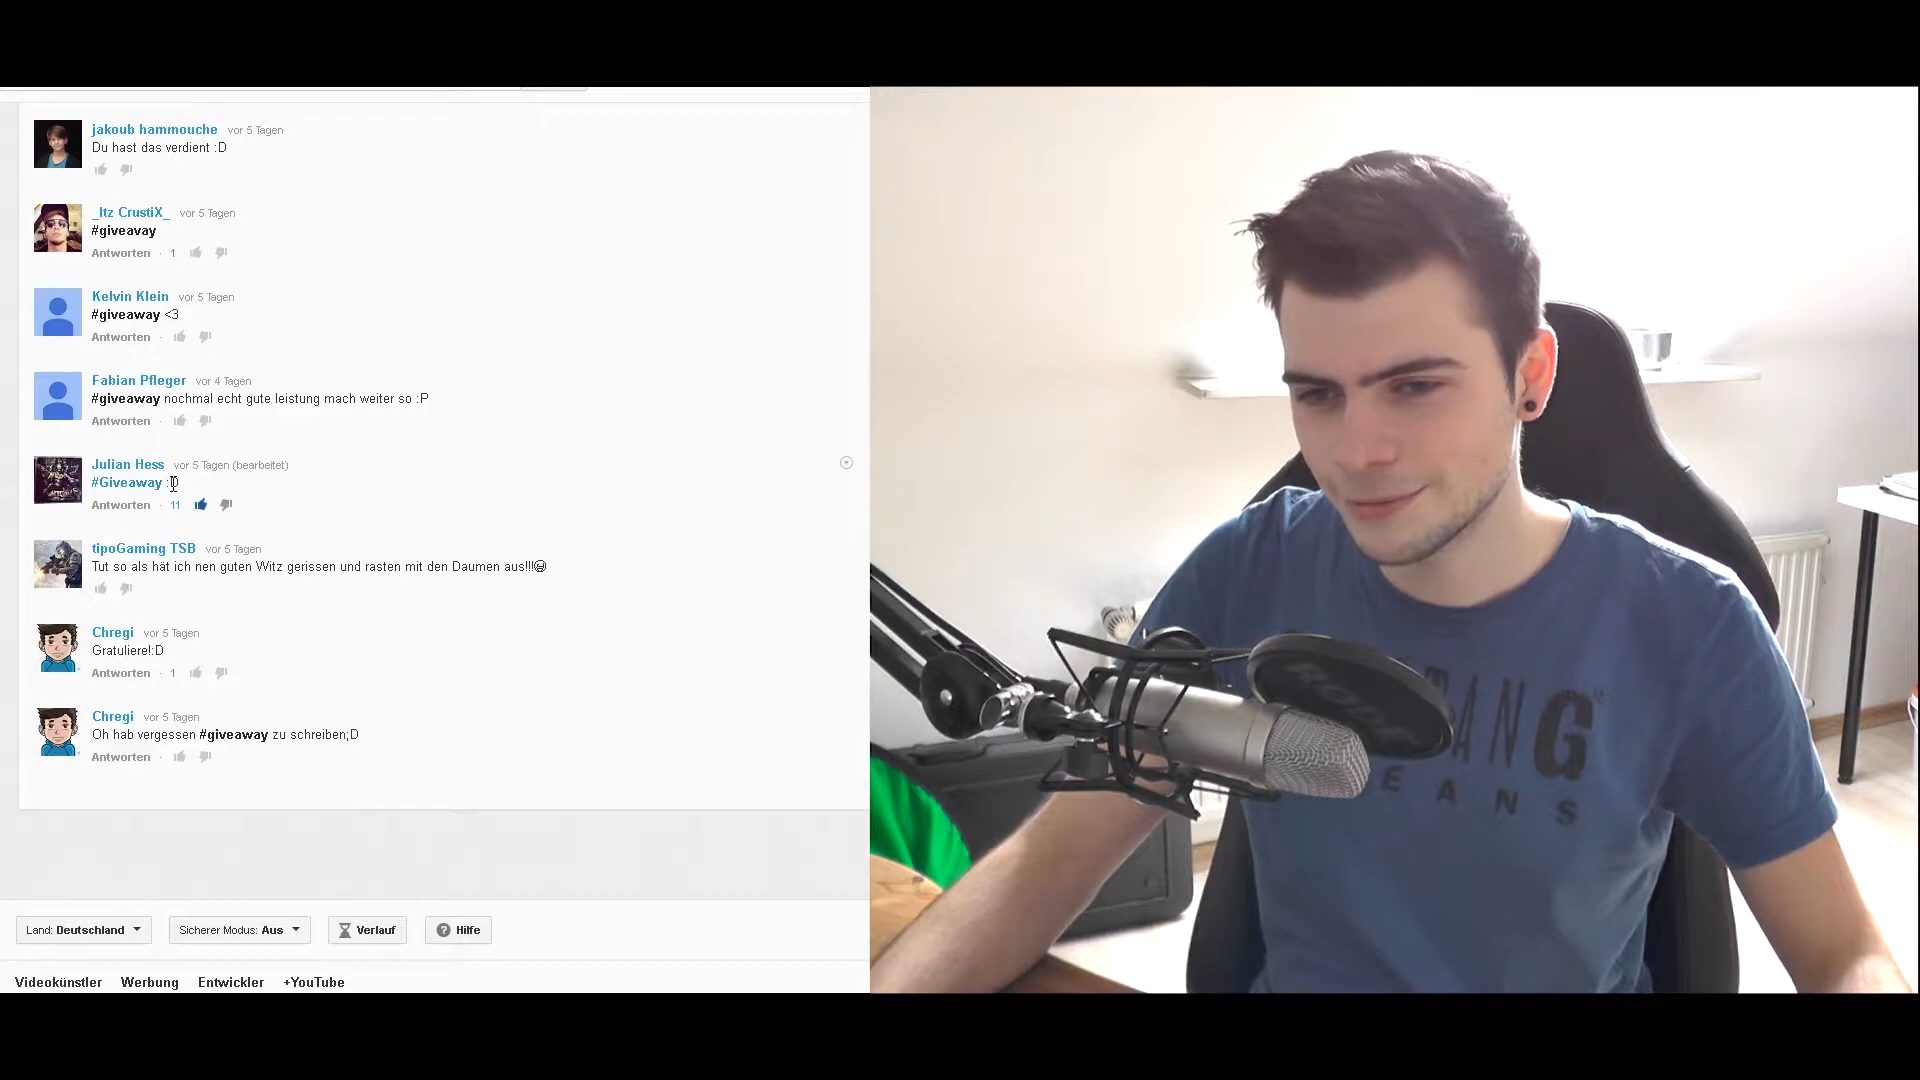 jakoub hammouche vor 5 Tagen
Du hast das verdient :D
_Itz CrustiX_ vor 5 Tagen
#giveavay
Antworten · 1
Kelvin Klein vor 5 Tagen
#giveaway <3
Antworten ·
Fabian Pfleger vor 4 Tagen
#giveaway nochmal echt gute leistung mach weiter so :P
Antworten ·
Julian Hess vor 5 Tagen (bearbeitet)
#Giveaway :D
Antworten · 11
tipoGaming TSB vor 5 Tagen
Tut so als hät ich nen guten Witz gerissen und rasten mit den Daumen aus!!!😂
Chregi vor 5 Tagen
Gratuliere!:D
Antworten · 1
Chregi vor 5 Tagen
Oh hab vergessen #giveaway zu schreiben;D
Antworten ·
Land: Deutschland Sicherer Modus: Aus Verlauf Hilfe
Videokünstler Werbung Entwickler +YouTube